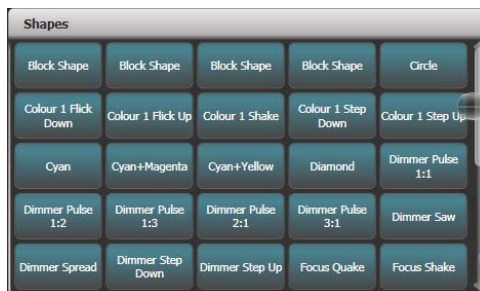 Shapes
Block Shape
Block Shape
Block Shape
Block Shape
Circle
Colour 1 Flick
Down
Colour 1 Flick Up
Colour 1 Shake
Colour 1 Step
Down
Colour 1 Step Up
Cyan
Cyan+Magenta
Cyan+Yellow
Diamond
Dimmer Pulse
1:1
Dimmer Pulse
1:2
Dimmer Pulse
1:3
Dimmer Pulse
2:1
Dimmer Pulse
3:1
Dimmer Saw
Dimmer Spread
Dimmer Step
Down
Dimmer Step Up
Focus Quake
Focus Shake